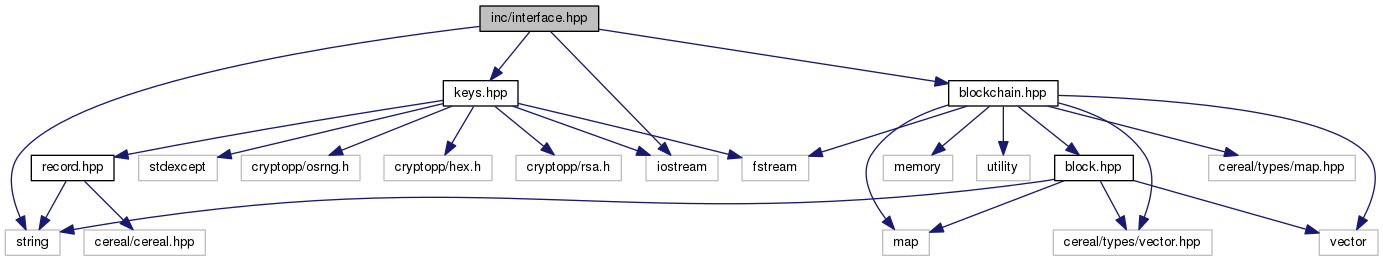 inc/interface.hpp
keys.hpp
blockchain.hpp
record.hpp
stdexcept
cryptopp/osrng.h
cryptopp/hex.h
cryptopp/rsa.h
iostream
fstream
memory
utility
block.hpp
cereal/types/map.hpp
string
cereal/cereal.hpp
map
cereal/types/vector.hpp
vector